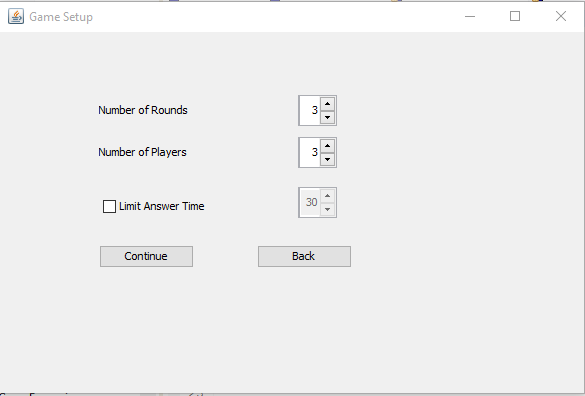 Game Setup
Number of Rounds 3
Number of Players 3
Limit Answer Time 30
Continue Back